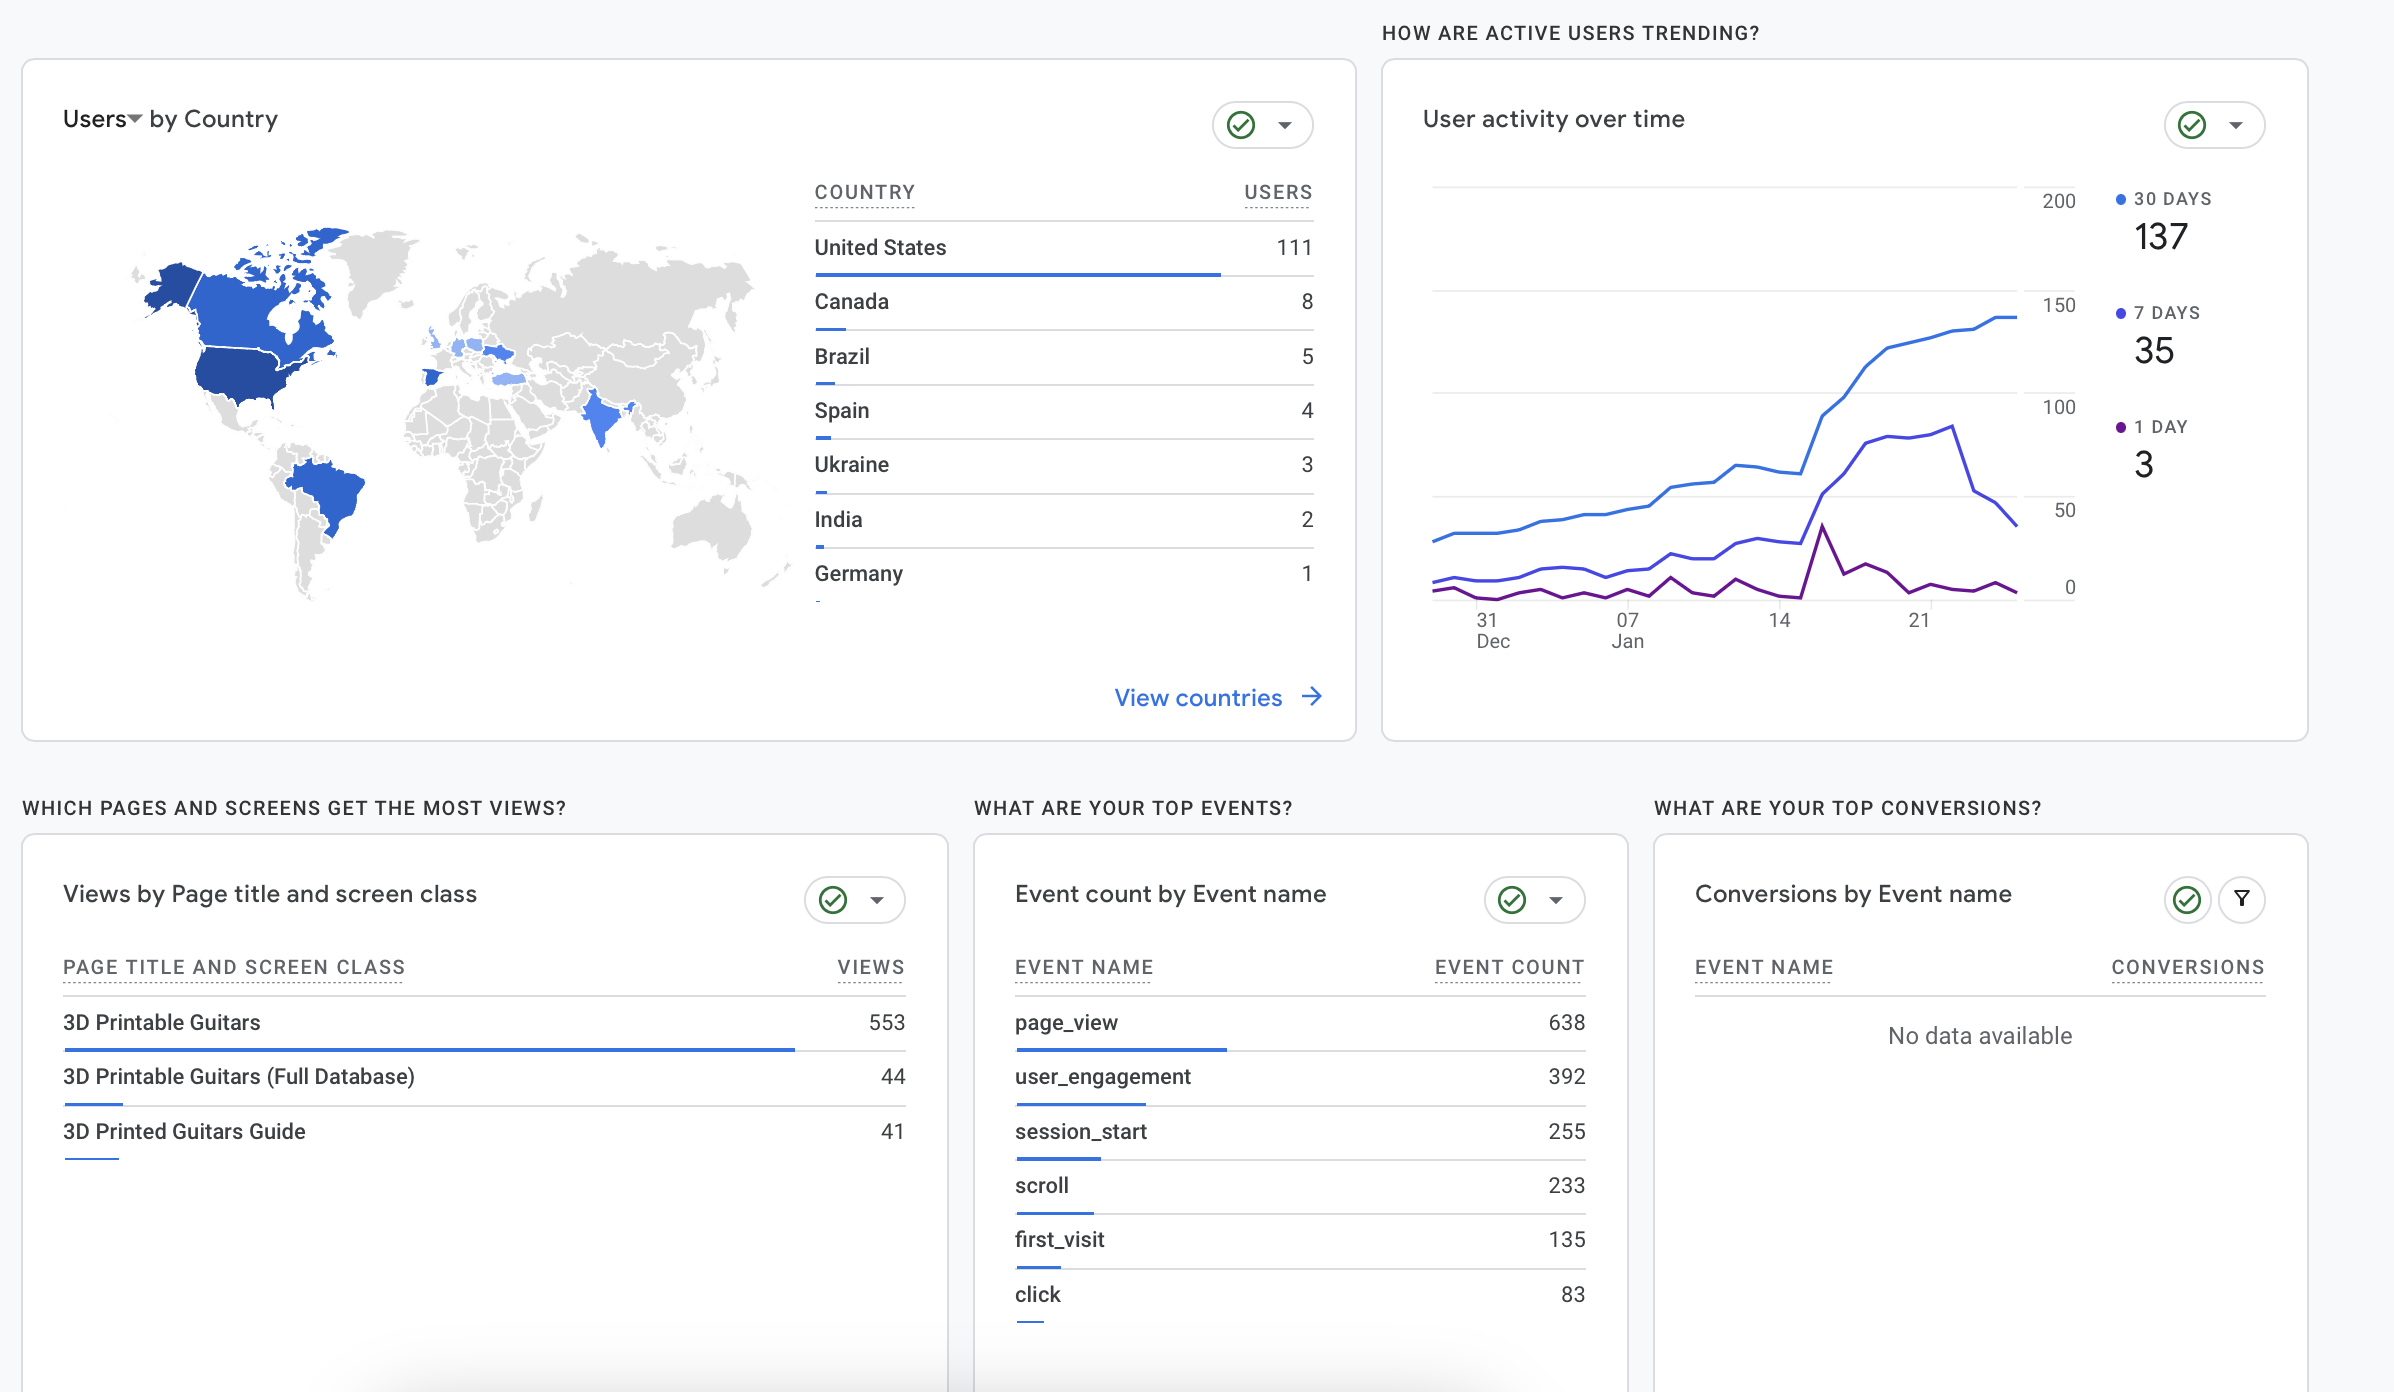 Users by Country
COUNTRY USERS
United States 111
Canada 8
Brazil 5
Spain 4
Ukraine 3
India 2
Germany 1
View countries
HOW ARE ACTIVE USERS TRENDING?
User activity over time
200
150
100
50
0
31 Dec
07 Jan
14
21
30 DAYS
137
7 DAYS
35
1 DAY
3
WHICH PAGES AND SCREENS GET THE MOST VIEWS?
Views by Page title and screen class
PAGE TITLE AND SCREEN CLASS VIEWS
3D Printable Guitars 553
3D Printable Guitars (Full Database) 44
3D Printed Guitars Guide 41
WHAT ARE YOUR TOP EVENTS?
Event count by Event name
EVENT NAME EVENT COUNT
page_view 638
user_engagement 392
session_start 255
scroll 233
first_visit 135
click 83
WHAT ARE YOUR TOP CONVERSIONS?
Conversions by Event name
EVENT NAME CONVERSIONS
No data available